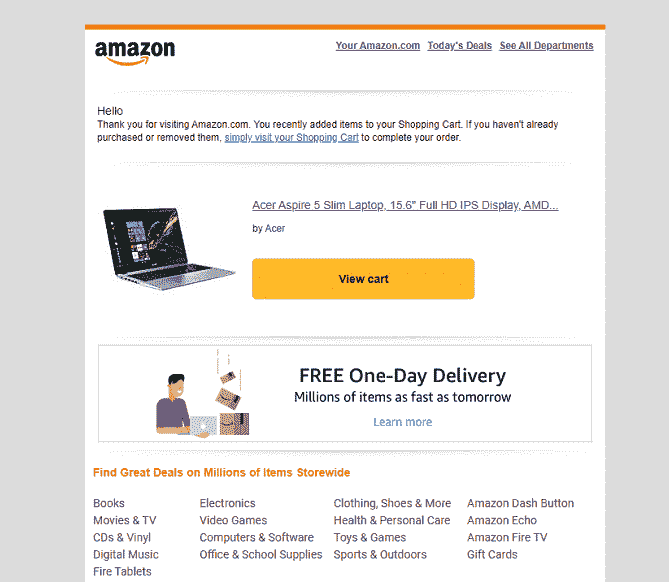 amazon
Your Amazon.com Today's Deals See All Departments
Hello
Thank you for visiting Amazon.com. You recently added items to your Shopping Cart. If you haven't already
purchased or removed them, simply visit your Shopping Cart to complete your order.
Acer Aspire 5 Slim Laptop, 15.6" Full HD IPS Display, AMD...
by Acer
View cart
FREE One-Day Delivery
Millions of items as fast as tomorrow
Learn more
Find Great Deals on Millions of Items Storewide
Books Electronics Clothing, Shoes & More Amazon Dash Button
Movies & TV Video Games Health & Personal Care Amazon Echo
CDs & Vinyl Computers & Software Toys & Games Amazon Fire TV
Digital Music Office & School Supplies Sports & Outdoors Gift Cards
Fire Tablets